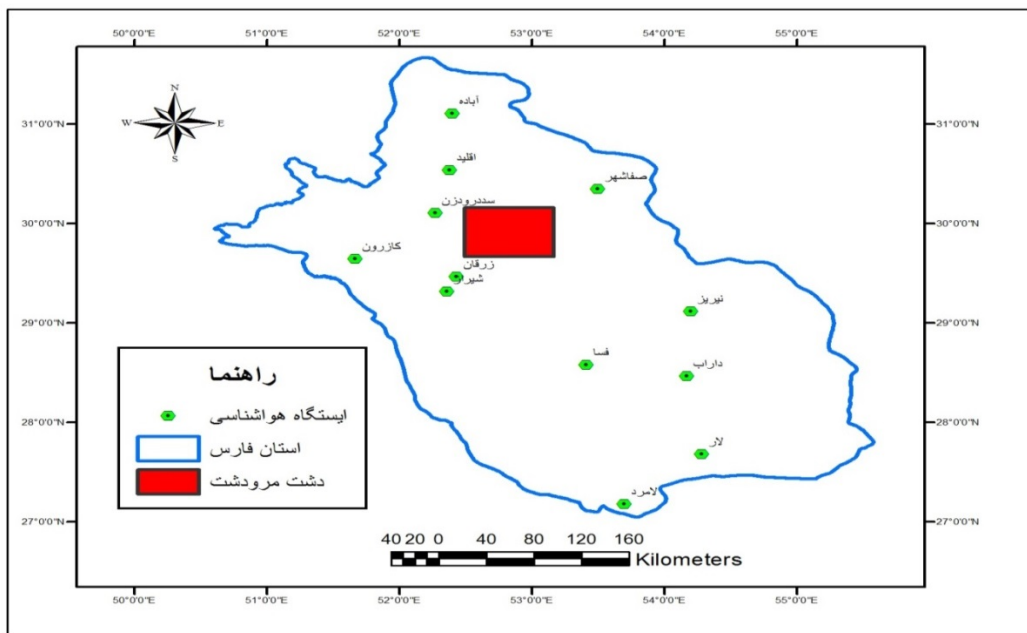 50°0'0"E 51°0'0"E 52°0'0"E 53°0'0"E 54°0'0"E 55°0'0"E
N
W E
S
31°0'0"N 31°0'0"N
30°0'0"N 30°0'0"N
29°0'0"N 29°0'0"N
28°0'0"N 28°0'0"N
27°0'0"N 27°0'0"N
آباده
اقلید
صفاشهر
سددرودزن
کازرون
زرقان
شیراز
نیریز
فسا
داراب
لار
لامرد
راهنما
ایستگاه هواشناسی
استان فارس
دشت مرودشت
40 20 0 40 80 120 160
Kilometers
50°0'0"E 51°0'0"E 52°0'0"E 53°0'0"E 54°0'0"E 55°0'0"E